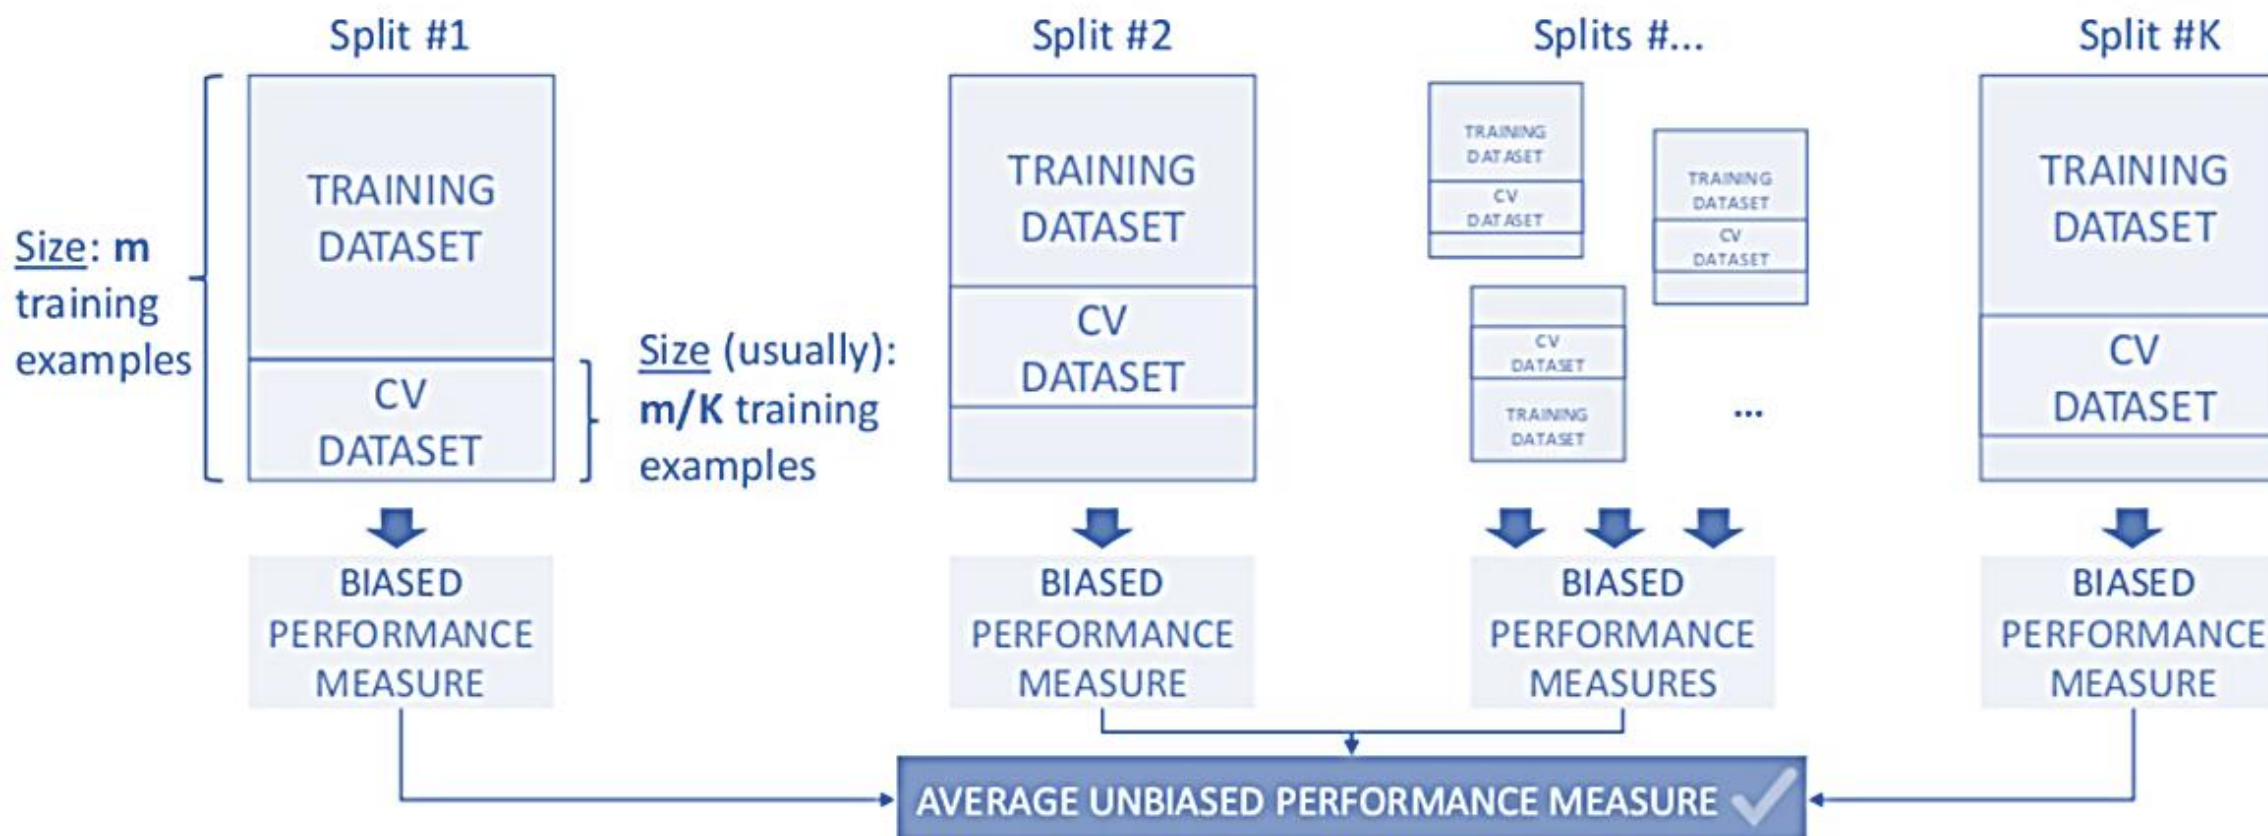 Split #1
Split #2
Splits #...
Split #K
Size: m
training
examples
TRAINING
DATASET
CV
DATASET
Size (usually):
m/K training
examples
TRAINING
DATASET
CV
DATASET
TRAINING
DATASET
CV
DATASET
TRAINING
DATASET
CV
DATASET
CV
DATASET
TRAINING
DATASET
...
TRAINING
DATASET
CV
DATASET
BIASED
PERFORMANCE
MEASURE
BIASED
PERFORMANCE
MEASURE
BIASED
PERFORMANCE
MEASURES
BIASED
PERFORMANCE
MEASURE
AVERAGE UNBIASED PERFORMANCE MEASURE